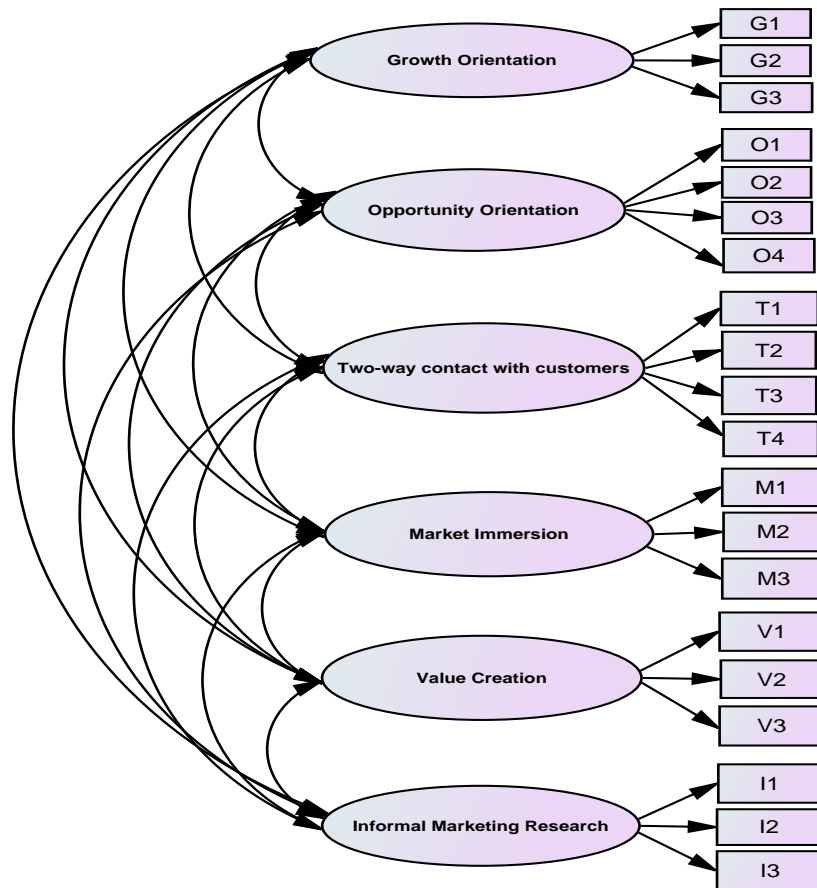 Growth Orientation
G1
G2
G3
Opportunity Orientation
O1
O2
O3
O4
Two-way contact with customers
T1
T2
T3
T4
Market Immersion
M1
M2
M3
Value Creation
V1
V2
V3
Informal Marketing Research
I1
I2
I3